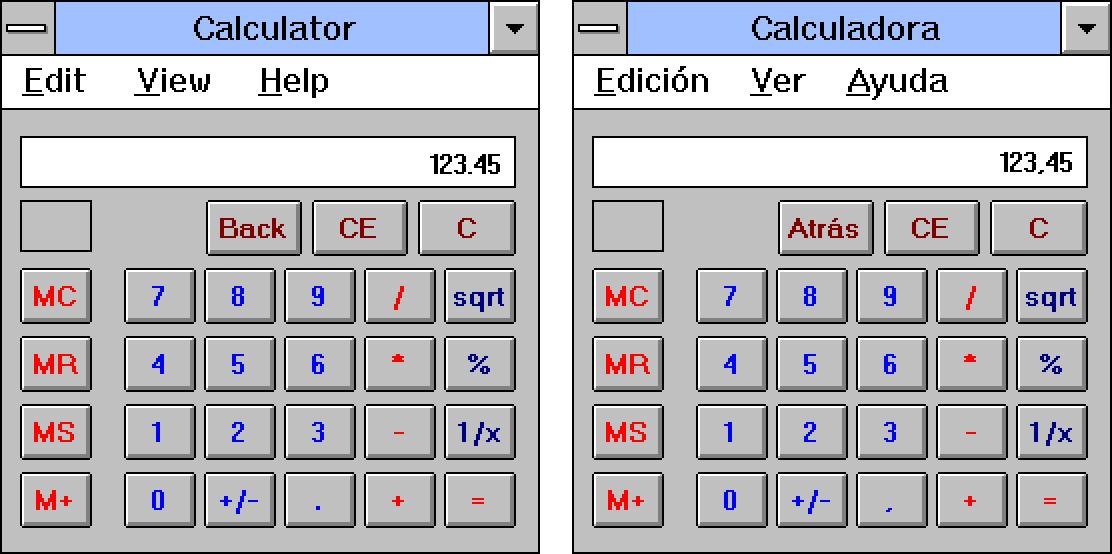 Calculator
Edit View Help
123.45
Back CE C
MC 7 8 9 / sqrt
MR 4 5 6 * %
MS 1 2 3 - 1/x
M+ 0 +/- . + =
Calculadora
Edición Ver Ayuda
123,45
Atrás CE C
MC 7 8 9 / sqrt
MR 4 5 6 * %
MS 1 2 3 - 1/x
M+ 0 +/- , + =